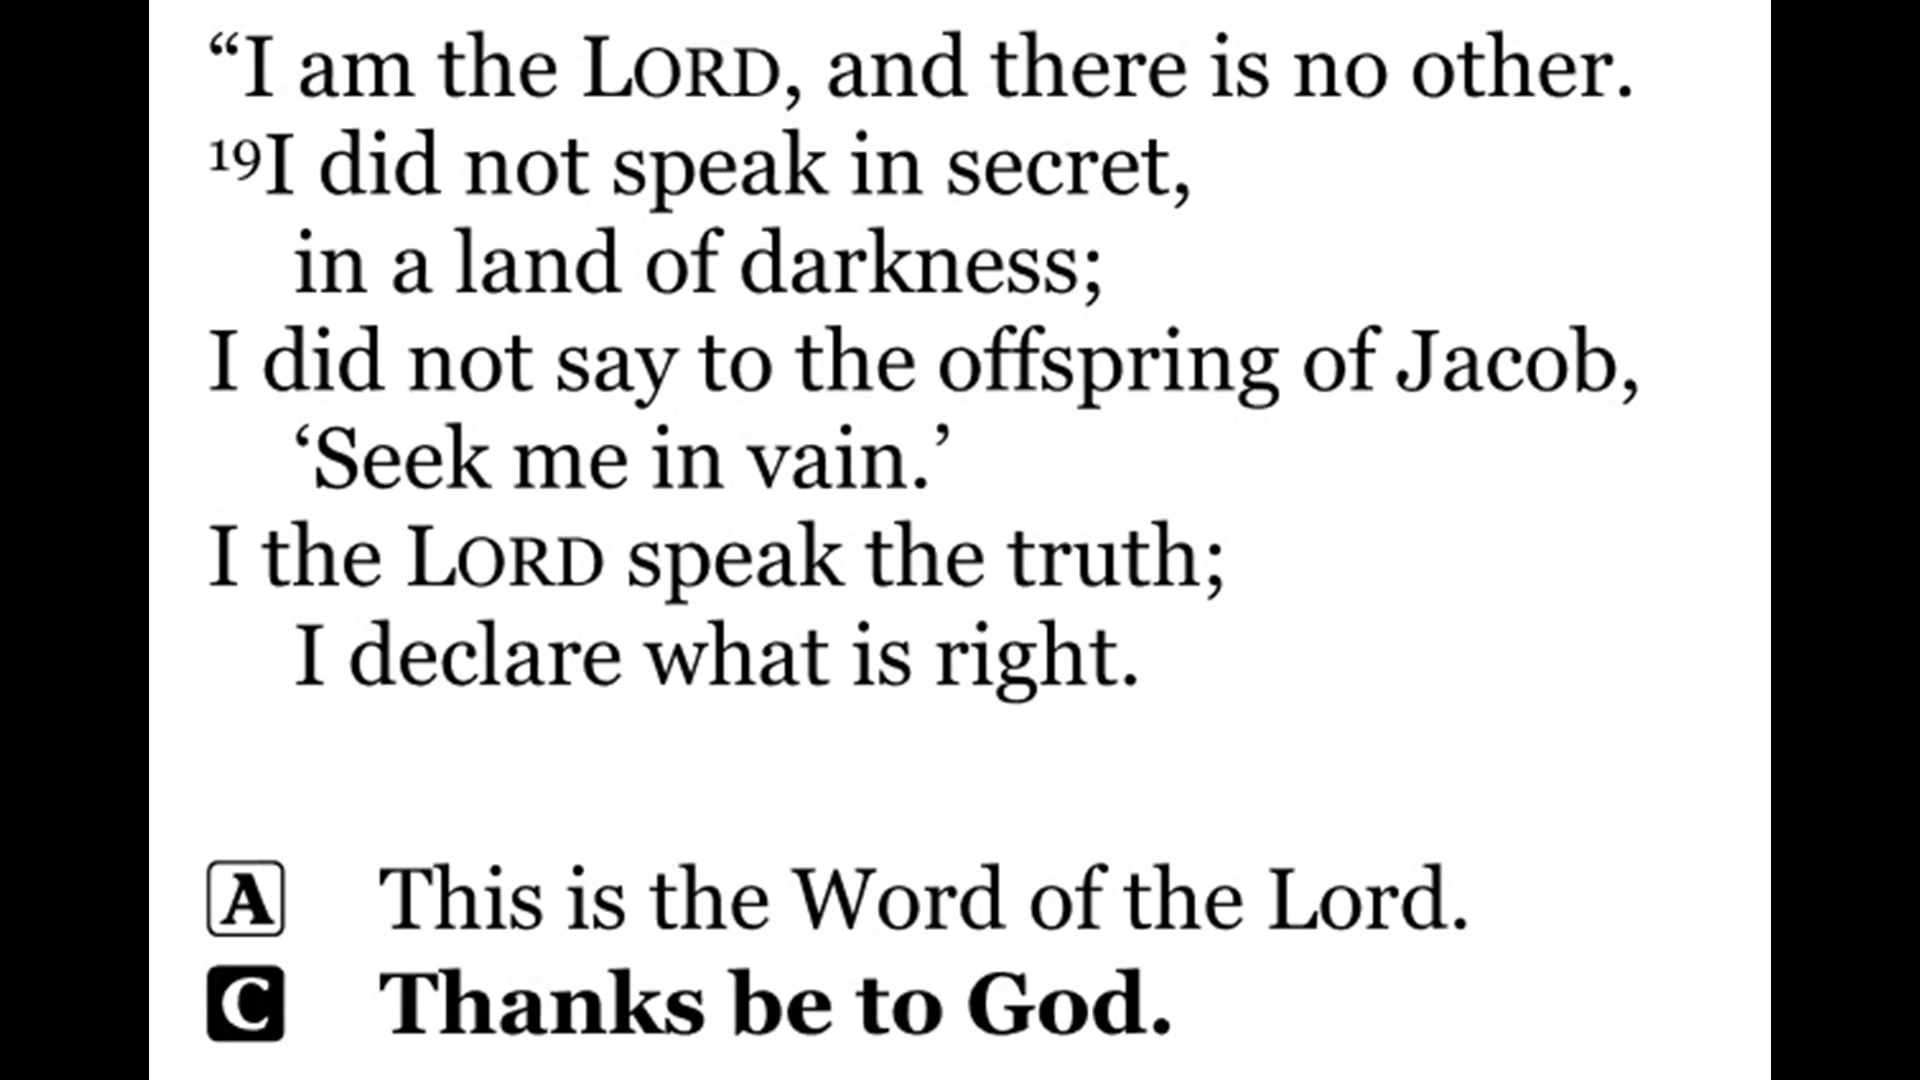 “I am the LORD, and there is no other.
19I did not speak in secret,
in a land of darkness;
I did not say to the offspring of Jacob,
‘Seek me in vain.’
I the LORD speak the truth;
I declare what is right.
A This is the Word of the Lord.
C Thanks be to God.